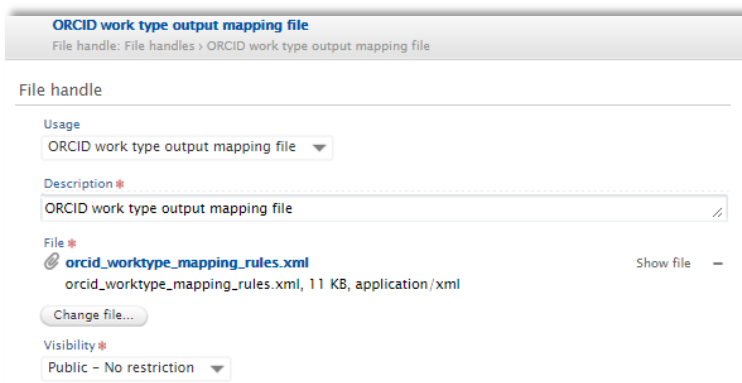 ORCID work type output mapping file
File handle: File handles › ORCID work type output mapping file
File handle
Usage
ORCID work type output mapping file
Description *
ORCID work type output mapping file
File *
orcid_worktype_mapping_rules.xml Show file –
orcid_worktype_mapping_rules.xml, 11 KB, application/xml
Change file...
Visibility *
Public – No restriction